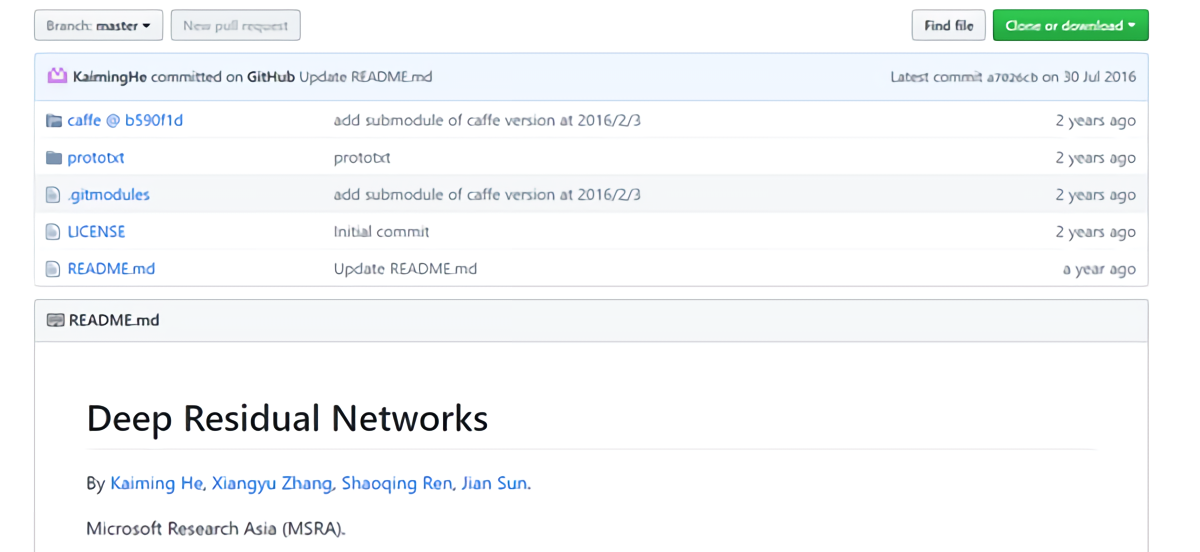 Branch: master New pull request Find file Clone or download
KaimingHe committed on GitHub Update README.md Latest commit a7026cb on 30 Jul 2016
caffe @ b590f1d add submodule of caffe version at 2016/2/3 2 years ago
prototxt prototxt 2 years ago
.gitmodules add submodule of caffe version at 2016/2/3 2 years ago
LICENSE Initial commit 2 years ago
README.md Update README.md a year ago
README.md
Deep Residual Networks
By Kaiming He, Xiangyu Zhang, Shaoqing Ren, Jian Sun.
Microsoft Research Asia (MSRA).